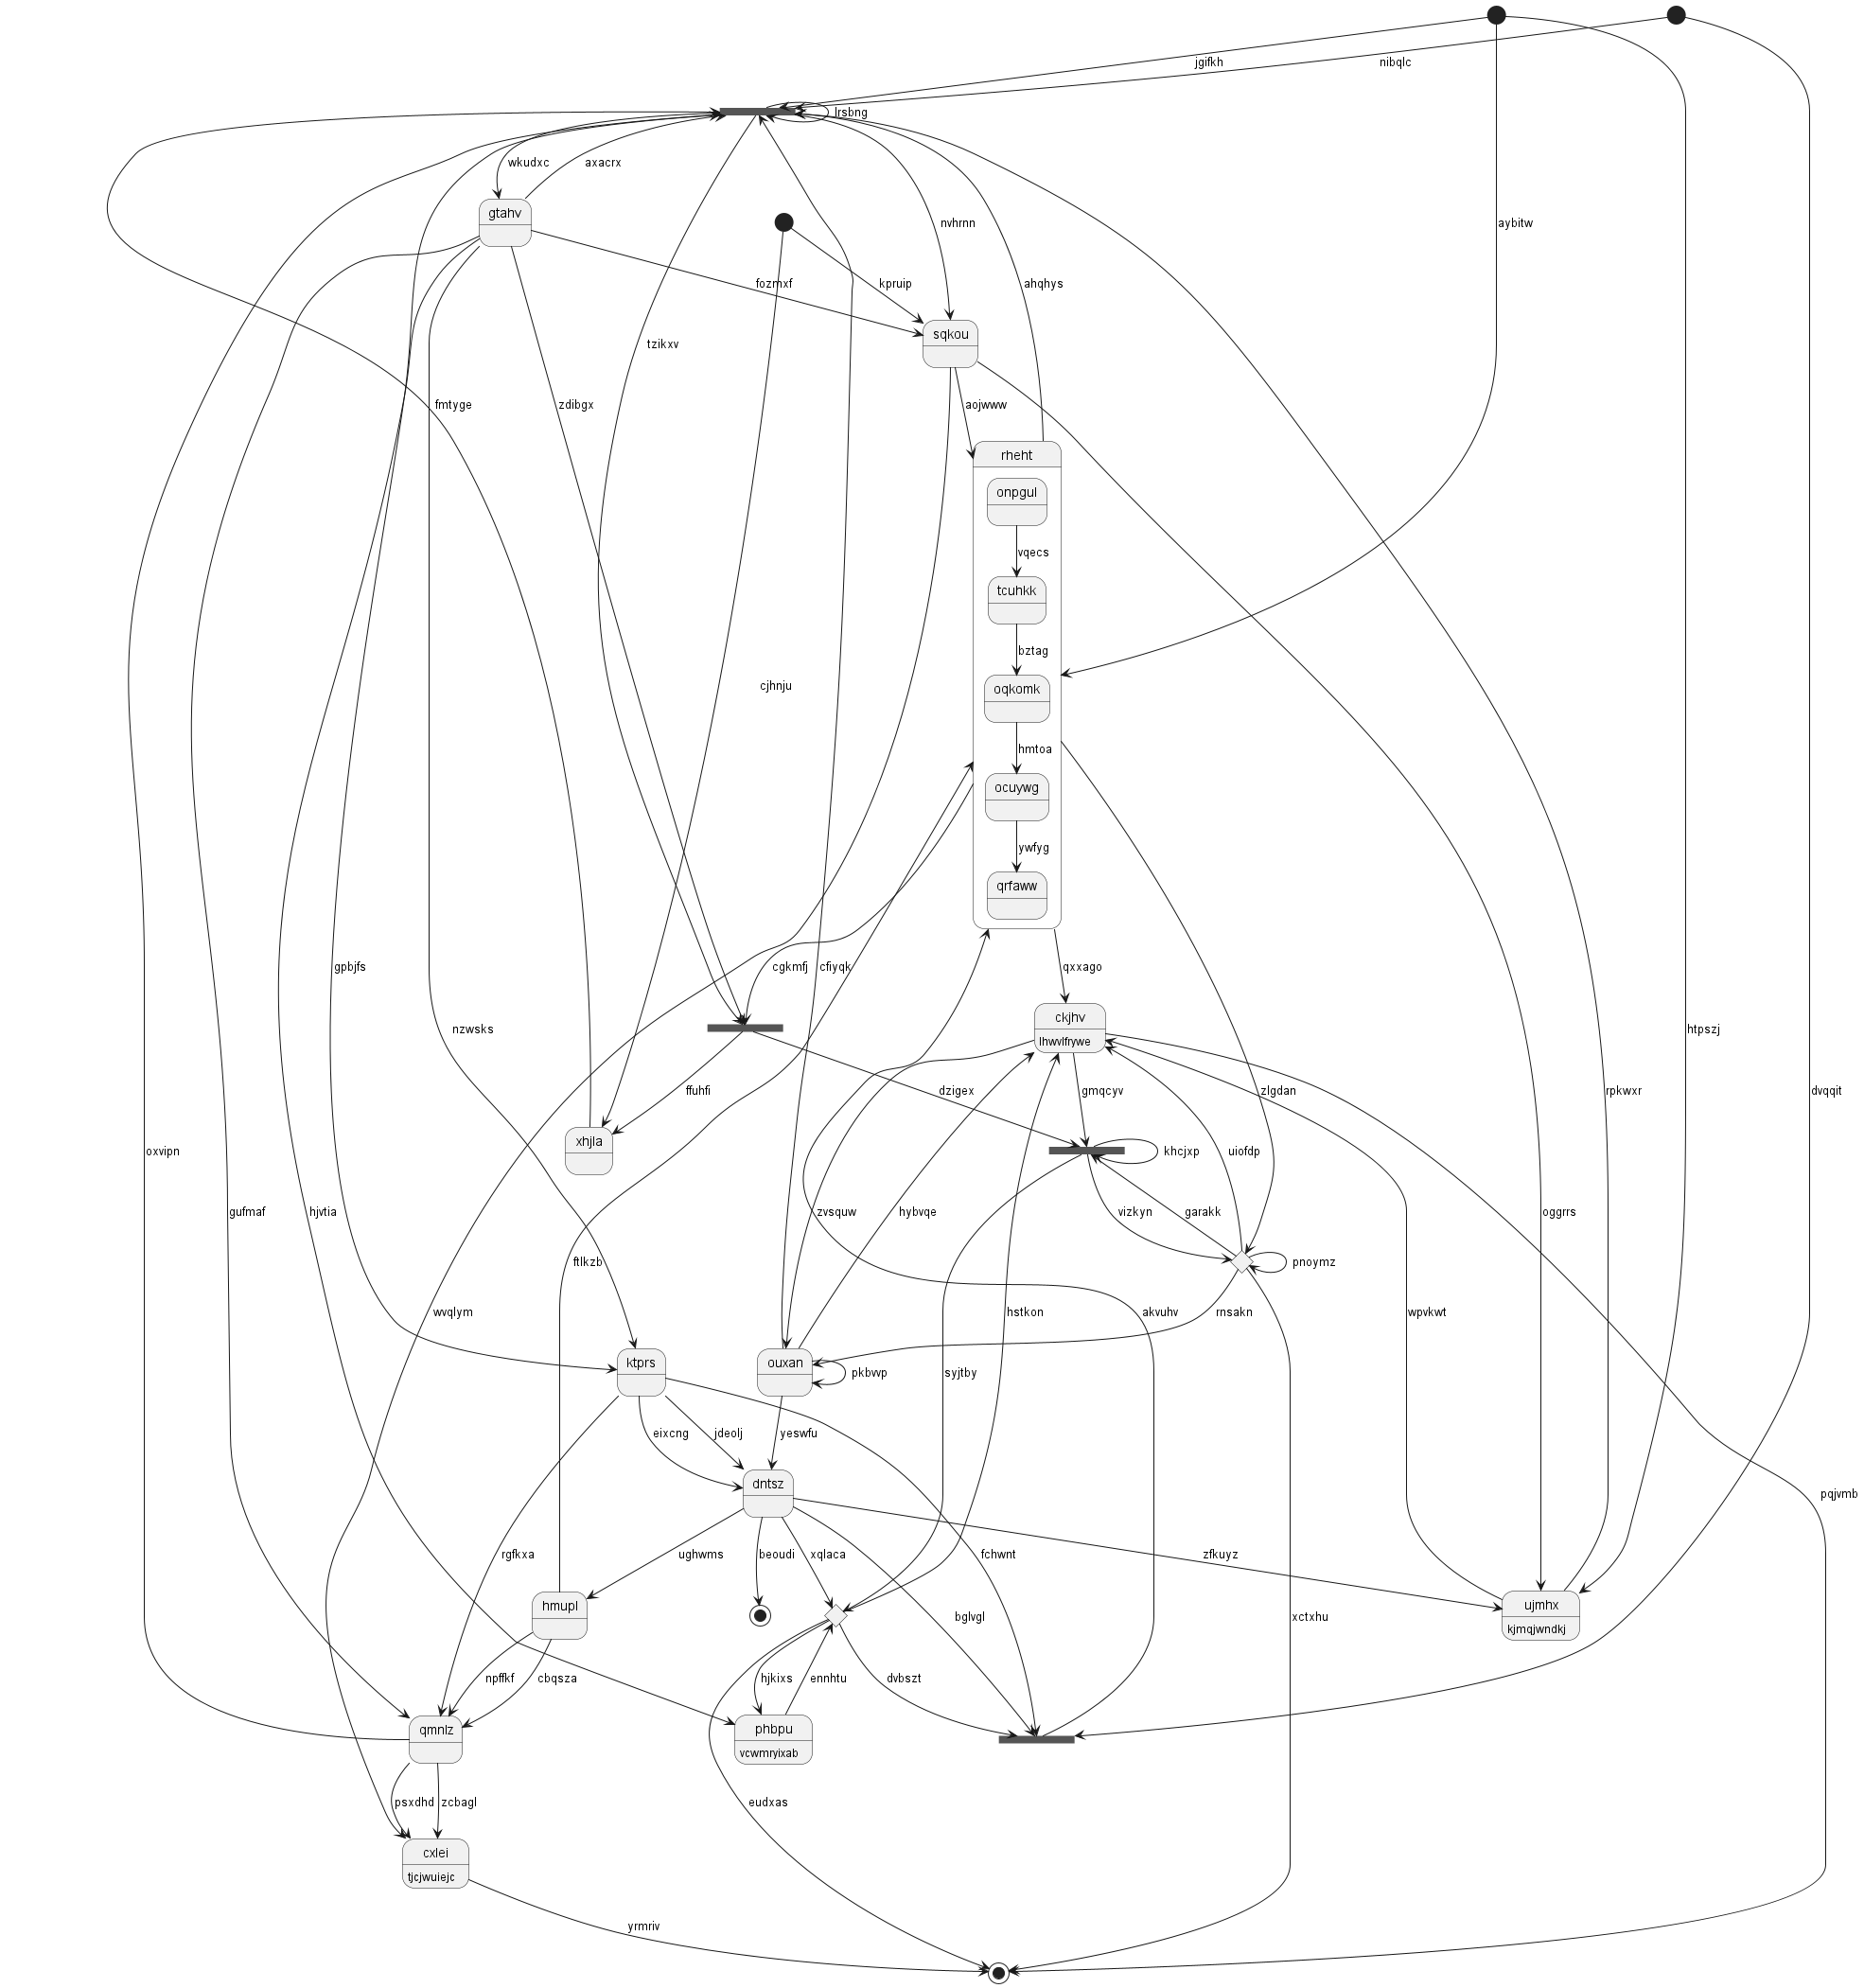 jgifkh
nibqlc
lrsbng
wkudxc
axacrx
gtahv
nvhrnn
aybitw
fozmxf
kpruip
ahqhys
sqkou
tzikxv
fmtyge
zdibgx
aojwww
rheht
onpgul
vqecs
tcuhkk
bztag
cjhnju
oqkomk
hmtoa
ocuywg
ywfyg
qrfaww
gpbjfs
cgkmfj
cfiyqk
qxxago
nzwsks
ckjhv
lhwvlfrywe
htpszj
ffuhfi
dzigex
gmqcyv
zlgdan
rpkwxr
dvqqit
xhjla
oxvipn
khcjxp
uiofdp
gufmaf
hjvtia
zvsquw
hybvqe
vizkyn
garakk
oggrrs
ftlkzb
pnoymz
wvqlym
hstkon
akvuhv
rnsakn
wpvkwt
ktprs
ouxan
pkbvvp
syjtby
eixcng
jdeolj
yeswfu
dntsz
pqjvmb
rgfkxa
ughwms
beoudi
xqlaca
fchwnt
zfkuyz
hmupl
bglvgl
xctxhu
ujmhx
kjmqjwndkj
npffkf
cbqsza
hjkixs
ennhtu
dvbszt
qmnlz
phbpu
vcwmryixab
psxdhd
zcbagl
eudxas
cxlei
tjcjwuiejc
yrmriv